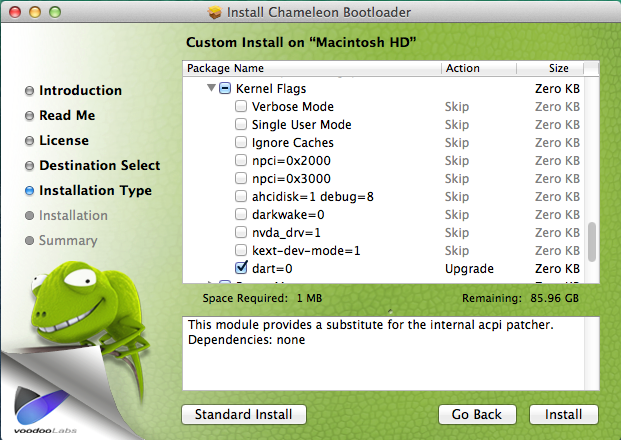 Install Chameleon Bootloader
Custom Install on “Macintosh HD”
Introduction
Read Me
License
Destination Select
Installation Type
Installation
Summary
Package Name Action Size
Kernel Flags Zero KB
Verbose Mode Skip Zero KB
Single User Mode Skip Zero KB
Ignore Caches Skip Zero KB
npci=0x2000 Skip Zero KB
npci=0x3000 Skip Zero KB
ahcidisk=1 debug=8 Skip Zero KB
darkwake=0 Skip Zero KB
nvda_drv=1 Skip Zero KB
kext-dev-mode=1 Skip Zero KB
dart=0 Upgrade Zero KB
Space Required: 1 MB Remaining: 85.96 GB
This module provides a substitute for the internal acpi patcher.
Dependencies: none
voodooLabs
Standard Install Go Back Install